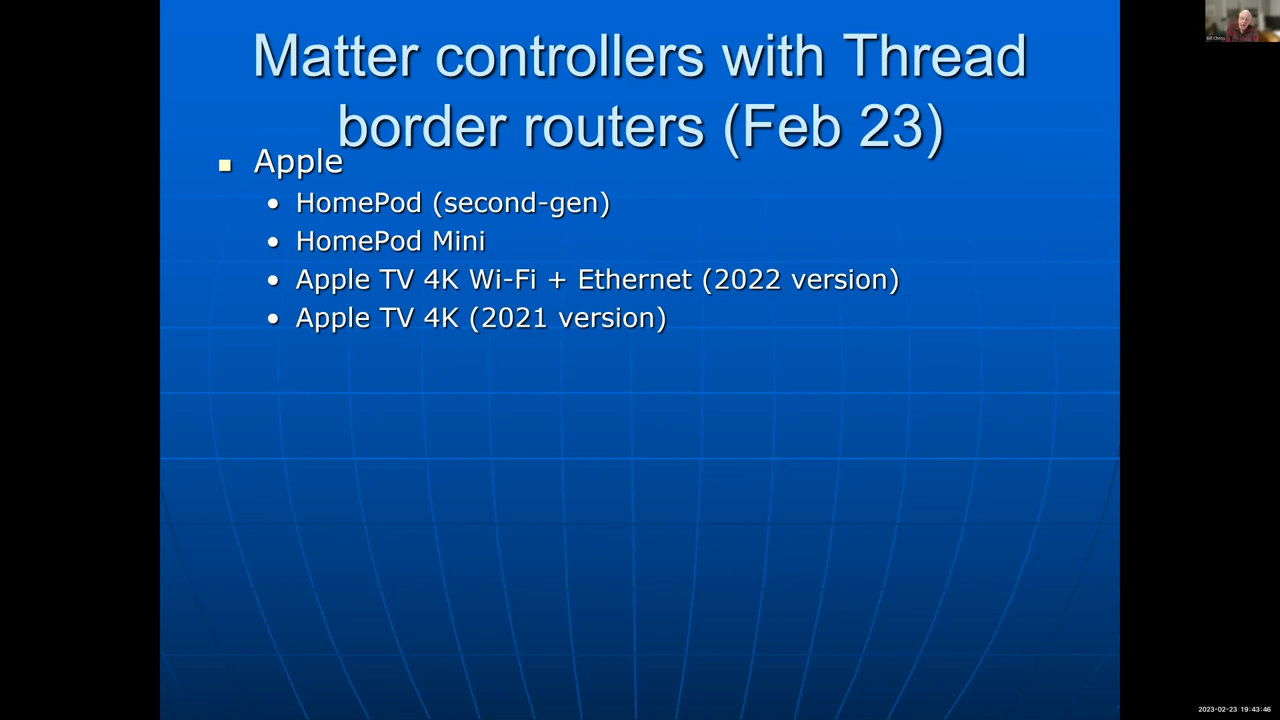 Matter controllers with Thread
border routers (Feb 23)
Apple
HomePod (second-gen)
HomePod Mini
Apple TV 4K Wi-Fi + Ethernet (2022 version)
Apple TV 4K (2021 version)
2023-02-23 19:43:46